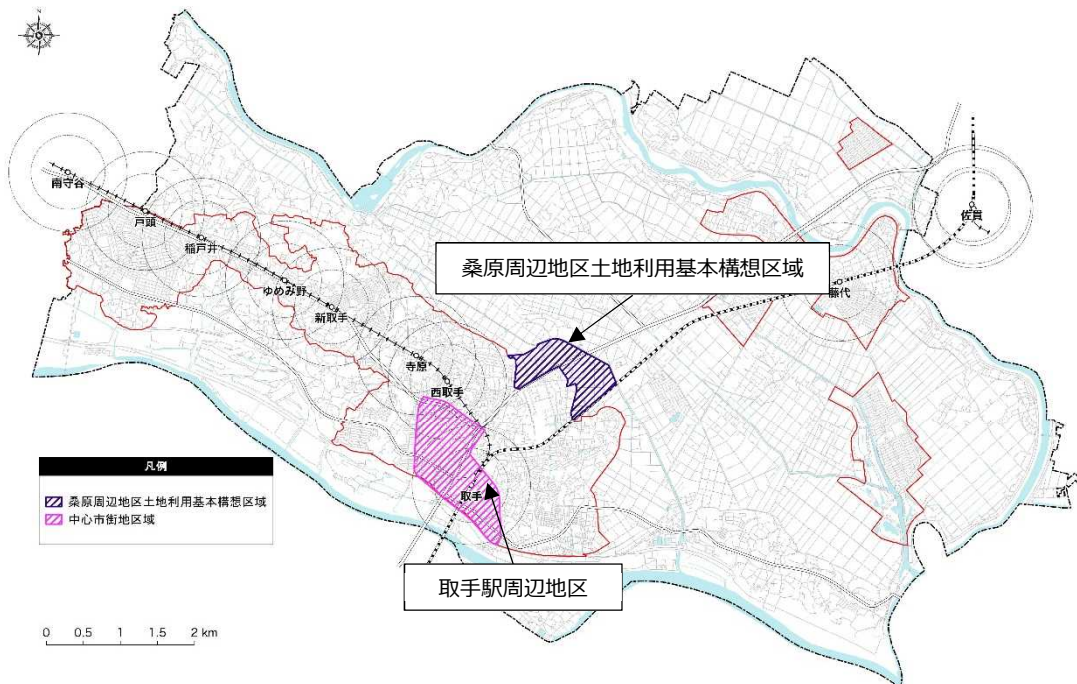 N
南守谷
戸頭
稲戸井
ゆめみ野
新取手
寺原
西取手
取手
佐貫
藤代
桑原周辺地区土地利用基本構想区域
取手駅周辺地区
凡例
桑原周辺地区土地利用基本構想区域
中心市街地区域
0 0.5 1 1.5 2 km